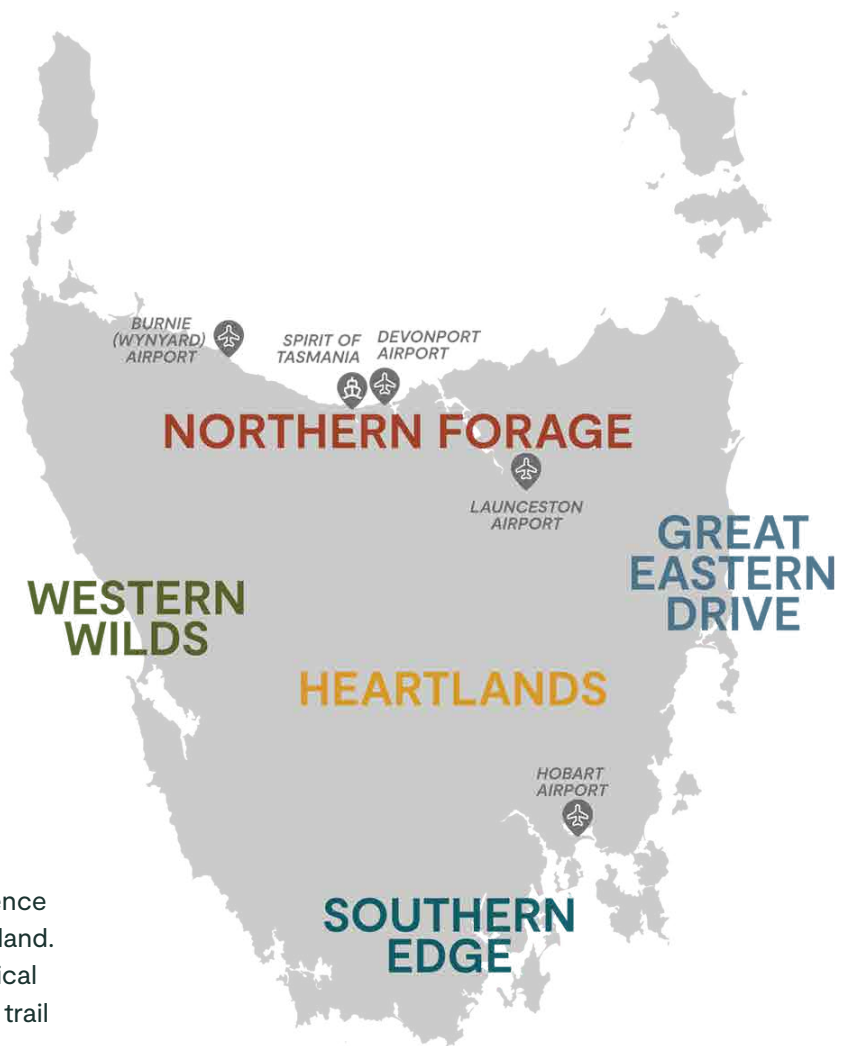 BURNIE
(WYNYARD)
AIRPORT
SPIRIT OF
TASMANIA
DEVONPORT
AIRPORT
NORTHERN FORAGE
LAUNCESTON
AIRPORT
GREAT
EASTERN
DRIVE
WESTERN
WILDS
HEARTLANDS
HOBART
AIRPORT
SOUTHERN
EDGE
trail